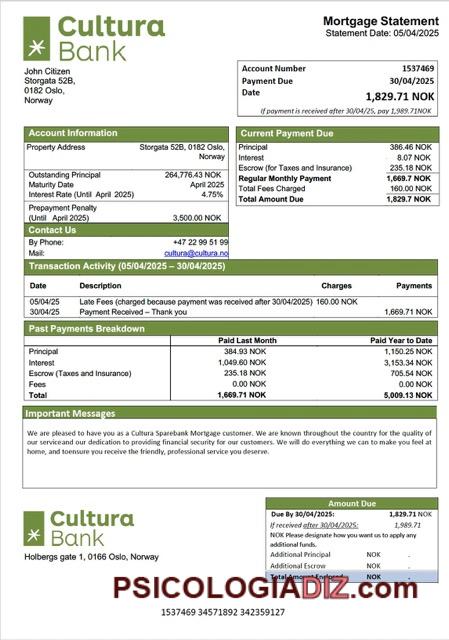 Cultura
Bank
Mortgage Statement
Statement Date: 05/04/2025
John Citizen
Storgata 52B,
0182 Oslo,
Norway
Account Number 1537469
Payment Due 30/04/2025
Date 1,829.71 NOK
If payment is received after 30/04/25, pay 1,989.71NOK
Account Information
Property Address Storgata 52B, 0182 Oslo,
Norway
Outstanding Principal 264,776.43 NOK
Maturity Date April 2025
Interest Rate (Until April 2025) 4.75%
Prepayment Penalty
(Until April 2025) 3,500.00 NOK
Contact Us
By Phone: +47 22 99 51 99
Mail: cultura@cultura.no
Current Payment Due
Principal 386.46 NOK
Interest 8.07 NOK
Escrow (for Taxes and Insurance) 235.18 NOK
Regular Monthly Payment 1,669.7 NOK
Total Fees Charged 160.00 NOK
Total Amount Due 1,829.7 NOK
Transaction Activity (05/04/2025 – 30/04/2025)
Date Description Charges Payments
05/04/25 Late Fees (charged because payment was received after 30/04/2025) 160.00 NOK
30/04/25 Payment Received – Thank you 1,669.71 NOK
Past Payments Breakdown
Paid Last Month Paid Year to Date
Principal 384.93 NOK 1,150.25 NOK
Interest 1,049.60 NOK 3,153.34 NOK
Escrow (Taxes and Insurance) 235.18 NOK 705.54 NOK
Fees 0.00 NOK 0.00 NOK
Total 1,669.71 NOK 5,009.13 NOK
Important Messages
We are pleased to have you as a Cultura Sparebank Mortgage customer. We are known throughout the country for the quality of
our service and our dedication to providing financial security for our customers. We will do everything we can to make you feel at
home, and toensure you receive the friendly, professional service you deserve.
Cultura
Bank
Holbergs gate 1, 0166 Oslo, Norway
Amount Due
Due By 30/04/2025: 1,829.71 NOK
If received after 30/04/2025: 1,989.71
NOK Please designate how you want us to apply any
additional funds.
Additional Principal NOK .
Additional Escrow NOK .
Total Amount Enclosed NOK .
PSICOLOGIADIZ.com
1537469 34571892 342359127